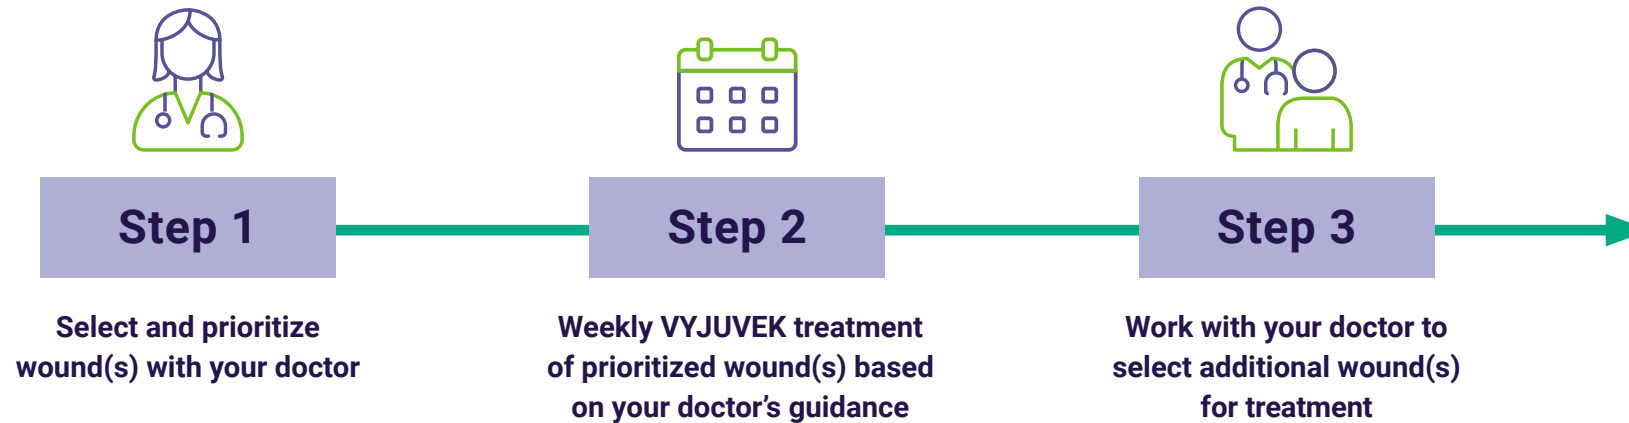 Step 1
Step 2
Step 3
Select and prioritize
wound(s) with your doctor
Weekly VYJUVEK treatment
of prioritized wound(s) based
on your doctor’s guidance
Work with your doctor to
select additional wound(s)
for treatment